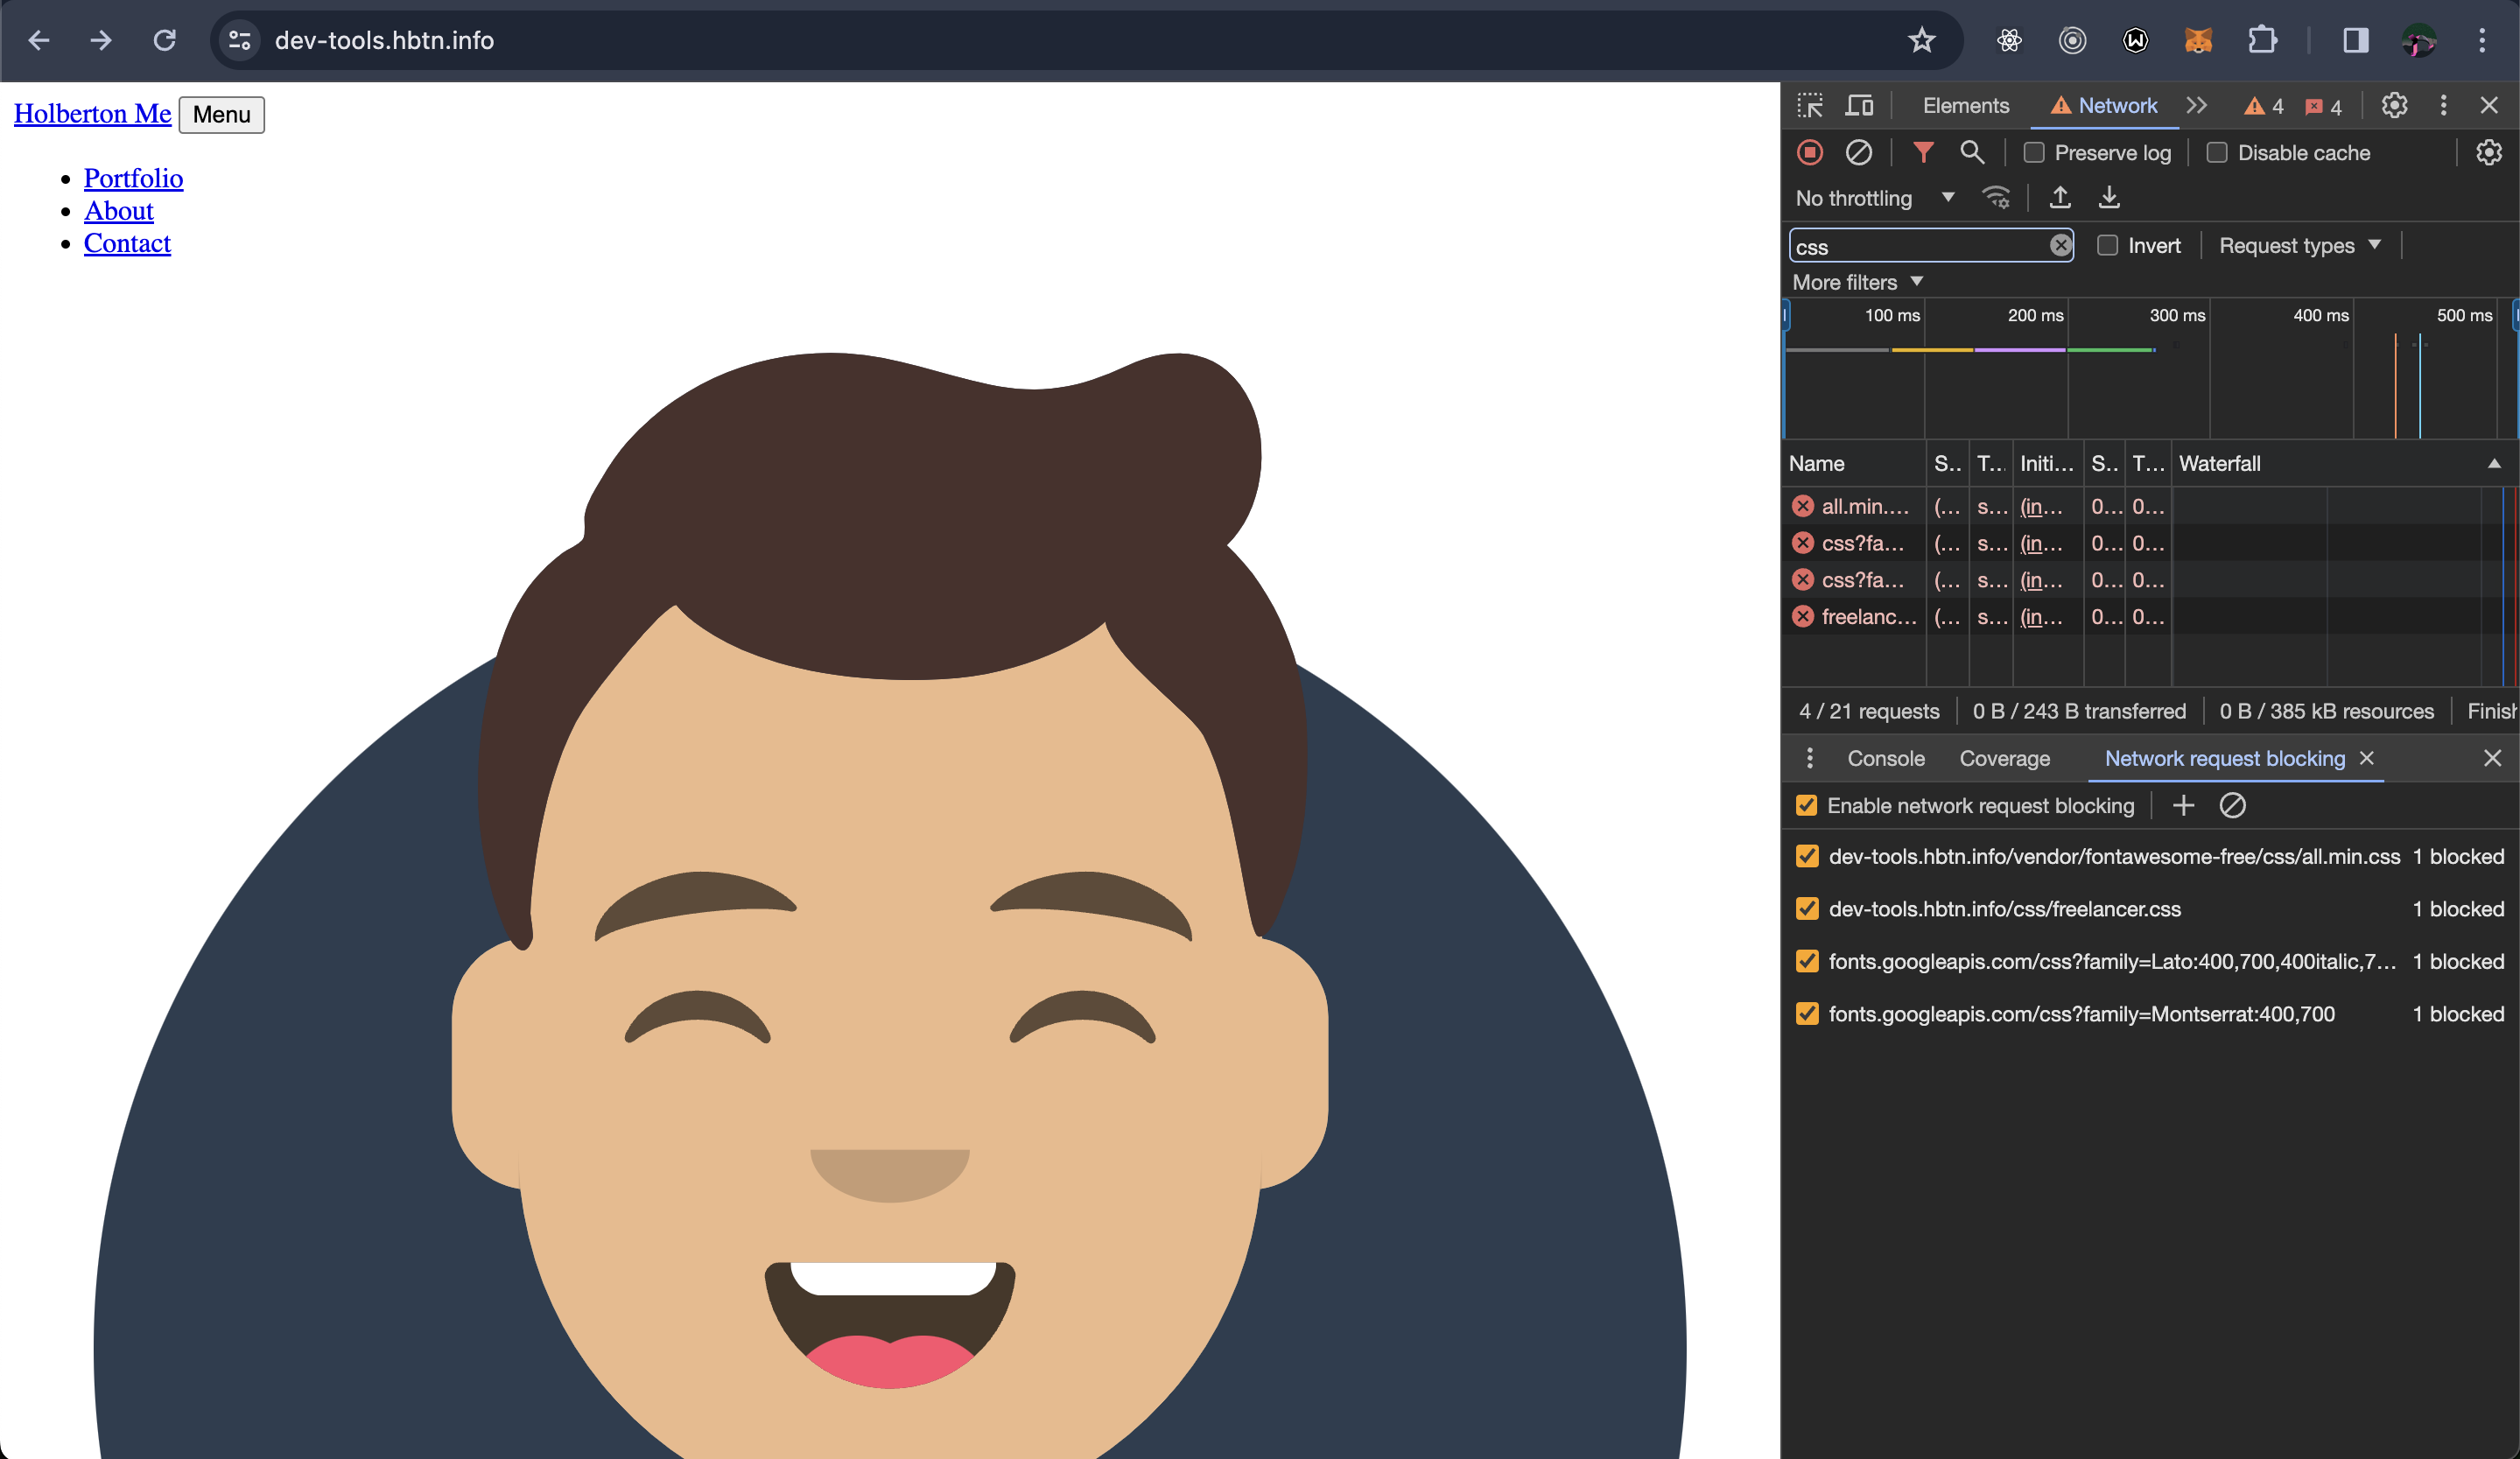 dev-tools.hbtn.info
Holberton Me Menu
Portfolio
About
Contact
Elements Network 4 4
Preserve log Disable cache
No throttling
css Invert Request types
More filters
100 ms 200 ms 300 ms 400 ms 500 ms
Name S.. T... Initi... S.. T... Waterfall
all.min.... (... s... (in... 0... 0...
css?fa... (... s... (in... 0... 0...
css?fa... (... s... (in... 0... 0...
freelanc... (... s... (in... 0... 0...
4 / 21 requests 0 B / 243 B transferred 0 B / 385 kB resources Finish
Console Coverage Network request blocking
Enable network request blocking
dev-tools.hbtn.info/vendor/fontawesome-free/css/all.min.css 1 blocked
dev-tools.hbtn.info/css/freelancer.css 1 blocked
fonts.googleapis.com/css?family=Lato:400,700,400italic,7... 1 blocked
fonts.googleapis.com/css?family=Montserrat:400,700 1 blocked